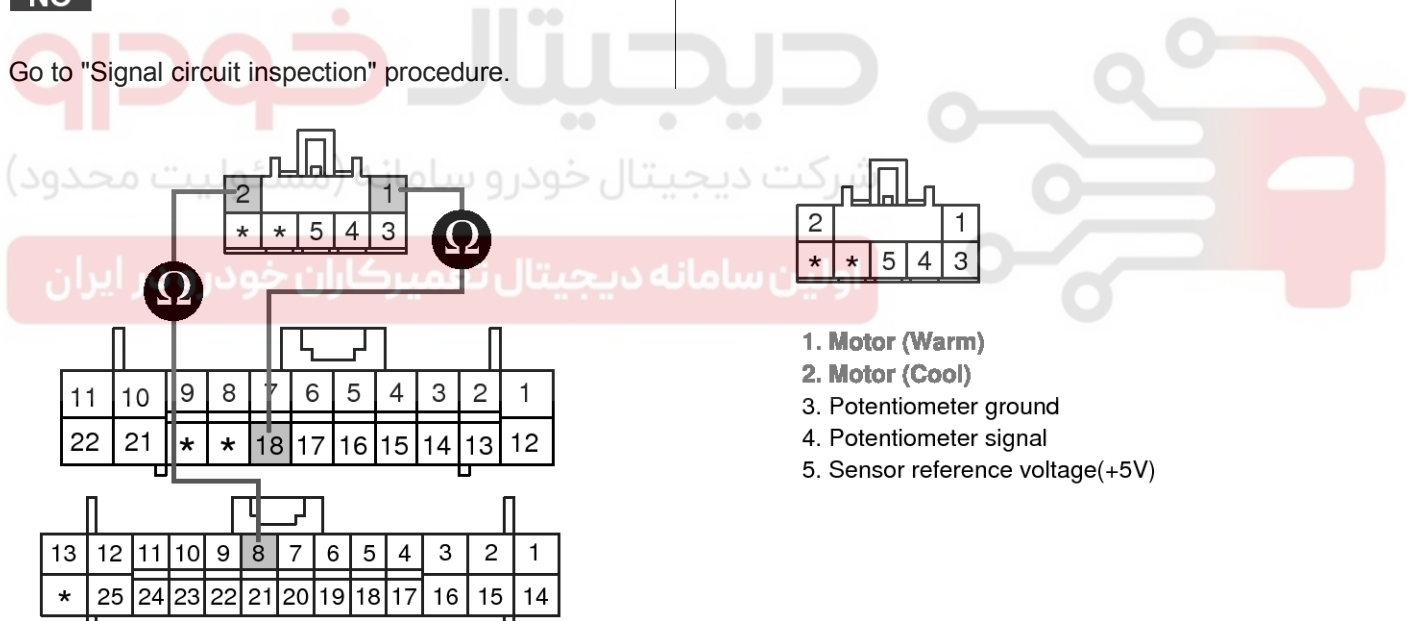 NO
Go to "Signal circuit inspection" procedure.
دیجیتال خودرو
شرکت دیجیتال خودرو سامانه (مسئولیت محدود)
اولین سامانه دیجیتال تعمیرکاران خودرو در ایران
2 1
* * 5 4 3
Ω
Ω
11 10 9 8 7 6 5 4 3 2 1
22 21 * * 18 17 16 15 14 13 12
13 12 11 10 9 8 7 6 5 4 3 2 1
* 25 24 23 22 21 20 19 18 17 16 15 14
2 1
* * 5 4 3
1. Motor (Warm)
2. Motor (Cool)
3. Potentiometer ground
4. Potentiometer signal
5. Sensor reference voltage(+5V)